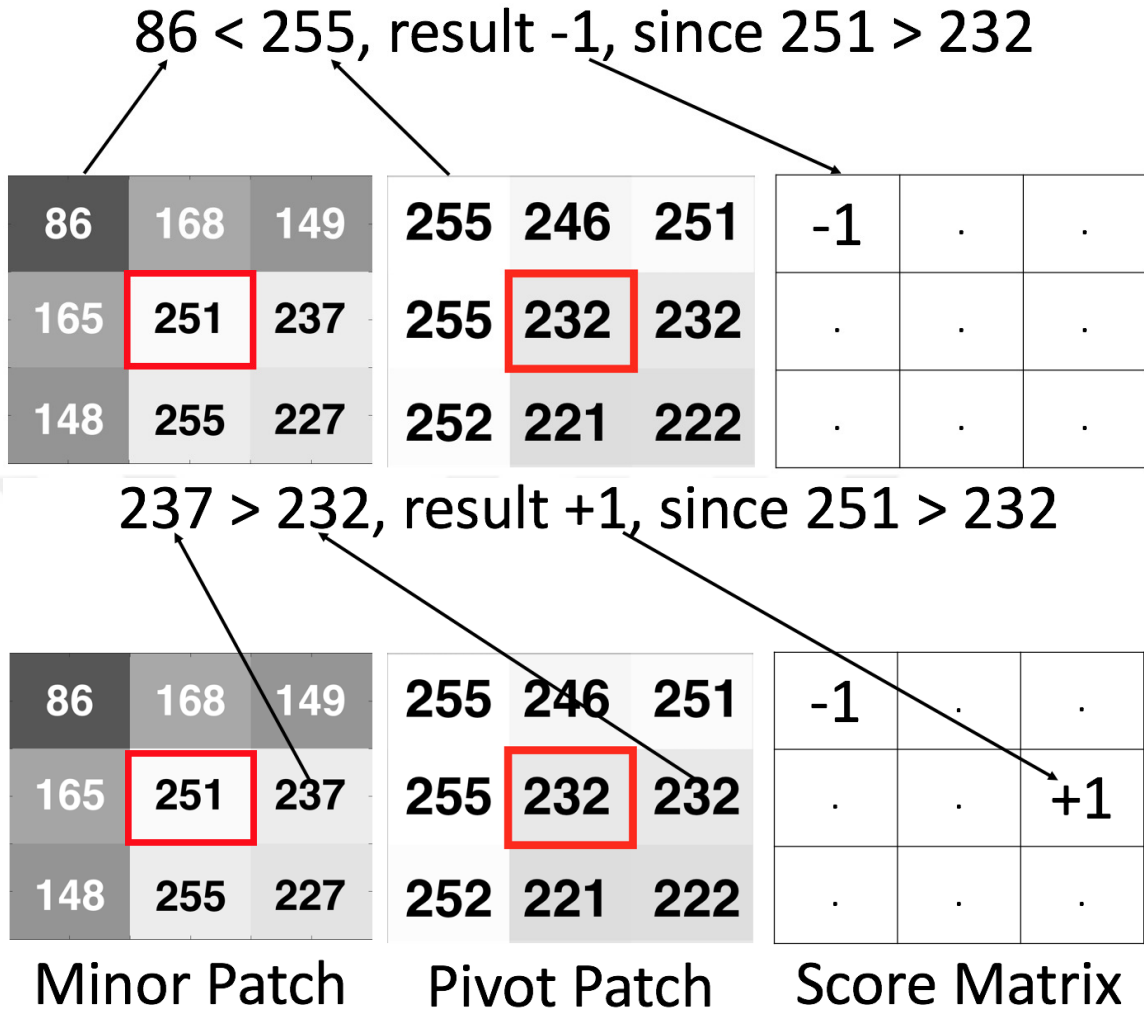 86 < 255, result -1, since 251 > 232
86 168 149 255 246 251 -1 . .
165 251 237 255 232 232 . . .
148 255 227 252 221 222 . . .
237 > 232, result +1, since 251 > 232
86 168 149 255 246 251 -1 . .
165 251 237 255 232 232 . . +1
148 255 227 252 221 222 . . .
Minor Patch Pivot Patch Score Matrix